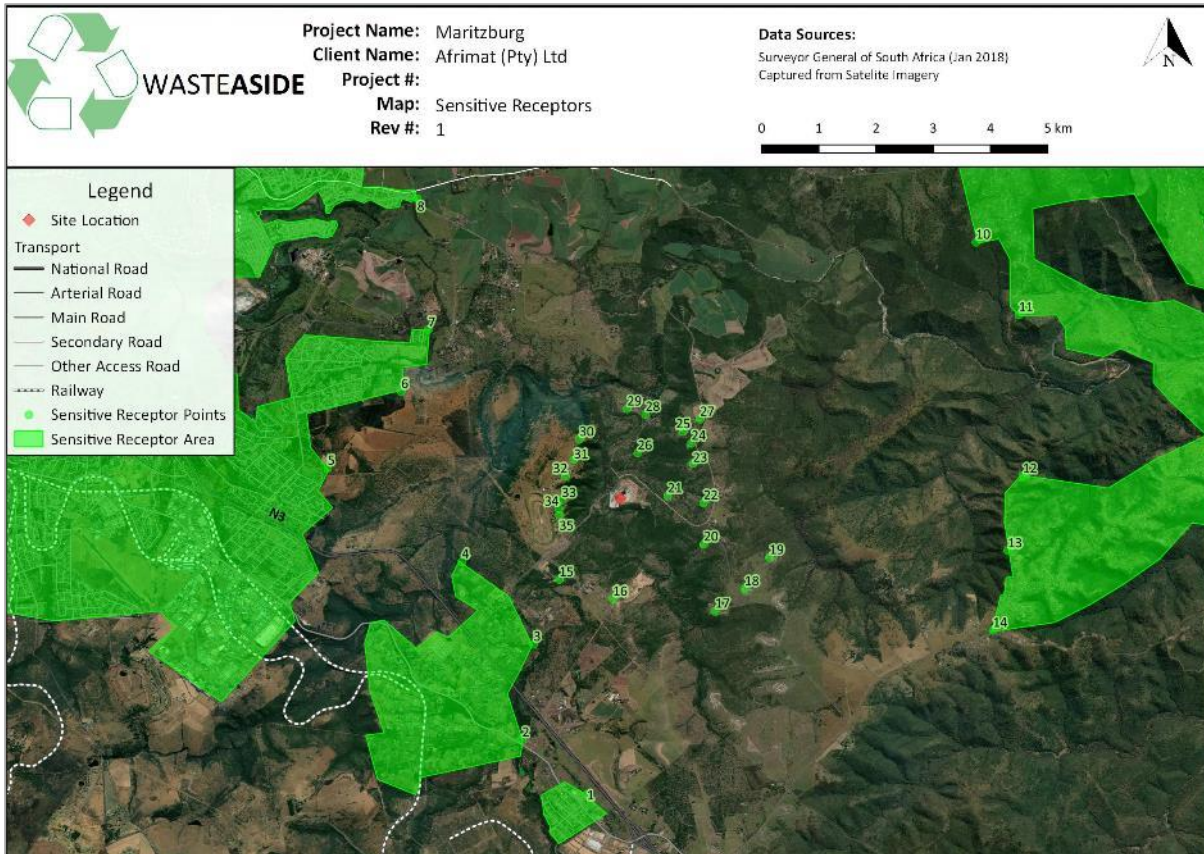 WASTEASIDE
Project Name: Maritzburg
Client Name: Afrimat (Pty) Ltd
Project #:
Map: Sensitive Receptors
Rev #: 1
Data Sources:
Surveyor General of South Africa (Jan 2018)
Captured from Satelite Imagery
N
0 1 2 3 4 5 km
Legend
Site Location
Transport
National Road
Arterial Road
Main Road
Secondary Road
Other Access Road
Railway
Sensitive Receptor Points
Sensitive Receptor Area
8
10
11
7
6
29
28
27
25
24
30
26
23
31
32
5
12
21
22
33
34
N3
35
20
13
4
19
15
18
16
17
14
3
2
1